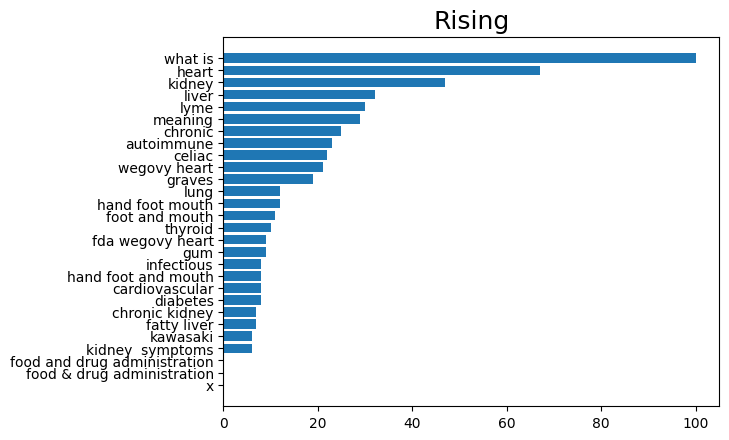 Rising
what is
heart
kidney
liver
lyme
meaning
chronic
autoimmune
celiac
wegovy heart
graves
lung
hand foot mouth
foot and mouth
thyroid
fda wegovy heart
gum
infectious
hand foot and mouth
cardiovascular
diabetes
chronic kidney
fatty liver
kawasaki
kidney  symptoms
food and drug administration
food & drug administration
x
0 20 40 60 80 100